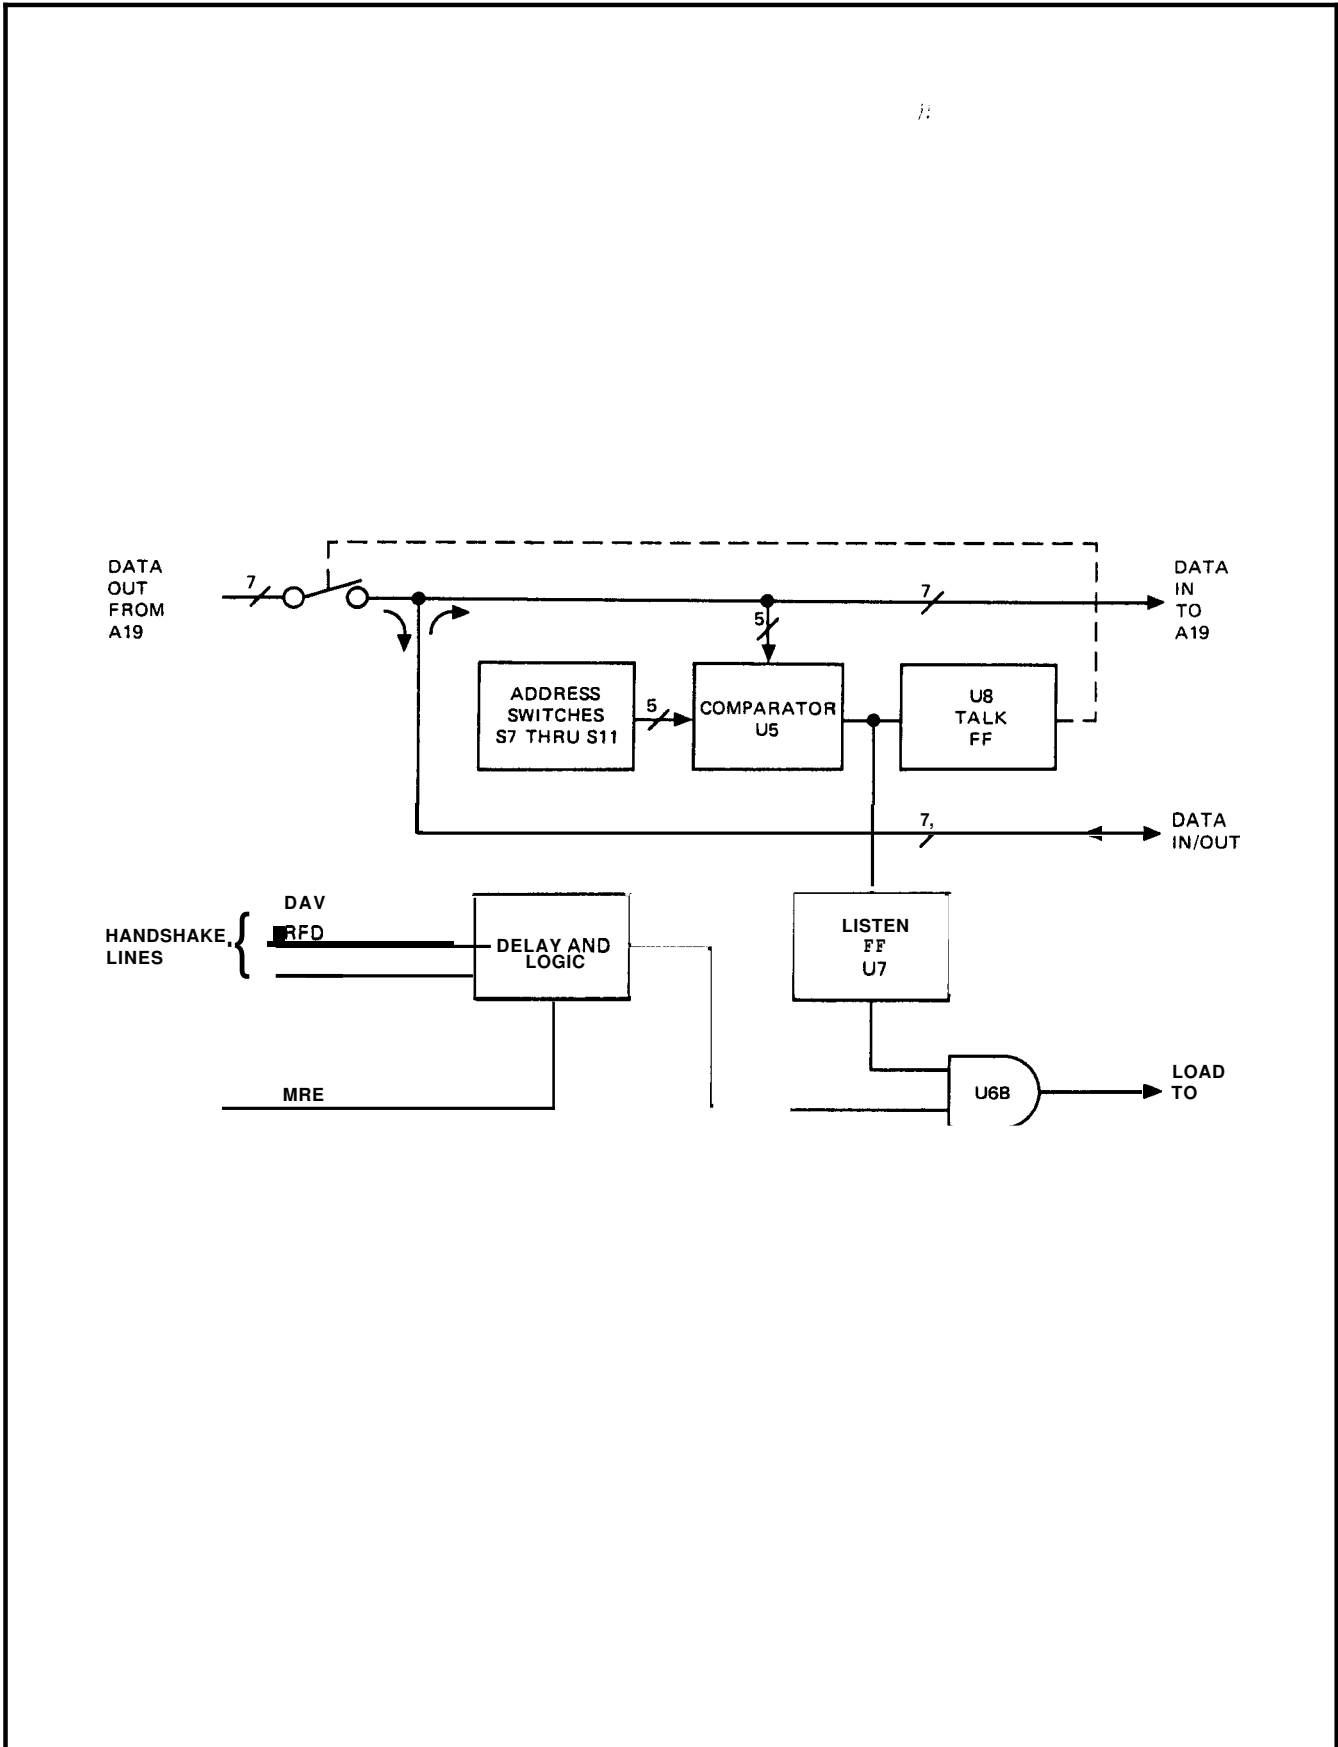 DATA
OUT
FROM
A19
7
5
7
DATA
IN
TO
A19
ADDRESS
SWITCHES
S7 THRU S11
5
COMPARATOR
U5
U8
TALK
FF
7,
DATA
IN/OUT
HANDSHAKE
LINES
DAV
RFD
DELAY AND
LOGIC
LISTEN
FF
U7
MRE
U6B
LOAD
TO